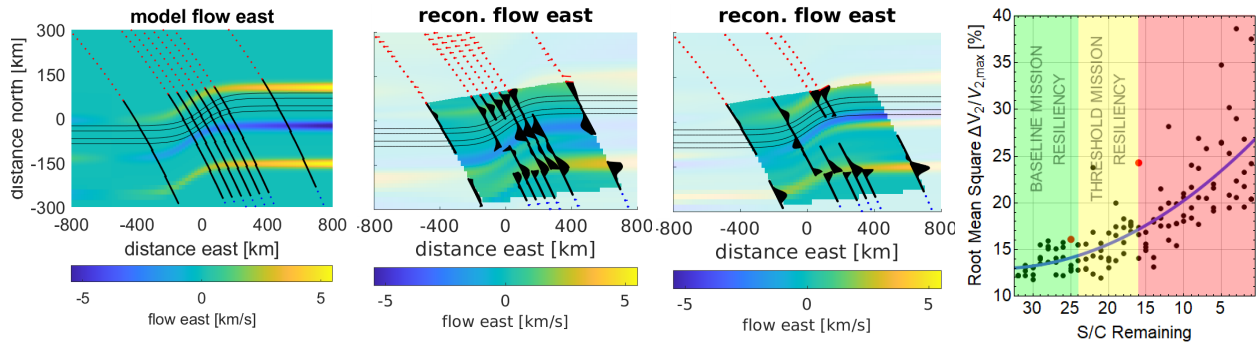 model flow east
distance north [km]
300
150
0
-150
-300
-800
-400
0
400
800
distance east [km]
-5
0
5
flow east [km/s]
recon. flow east
-800
-400
0
400
800
distance east [km]
-5
0
5
flow east [km/s]
recon. flow east
-800
-400
0
400
800
distance east [km]
-5
0
5
flow east [km/s]
Root Mean Square ΔV₂/V₂,max [%]
40
35
30
25
20
15
10
BASELINE MISSION
RESILIENCY
THRESHOLD MISSION
RESILIENCY
30
25
20
15
10
5
S/C Remaining